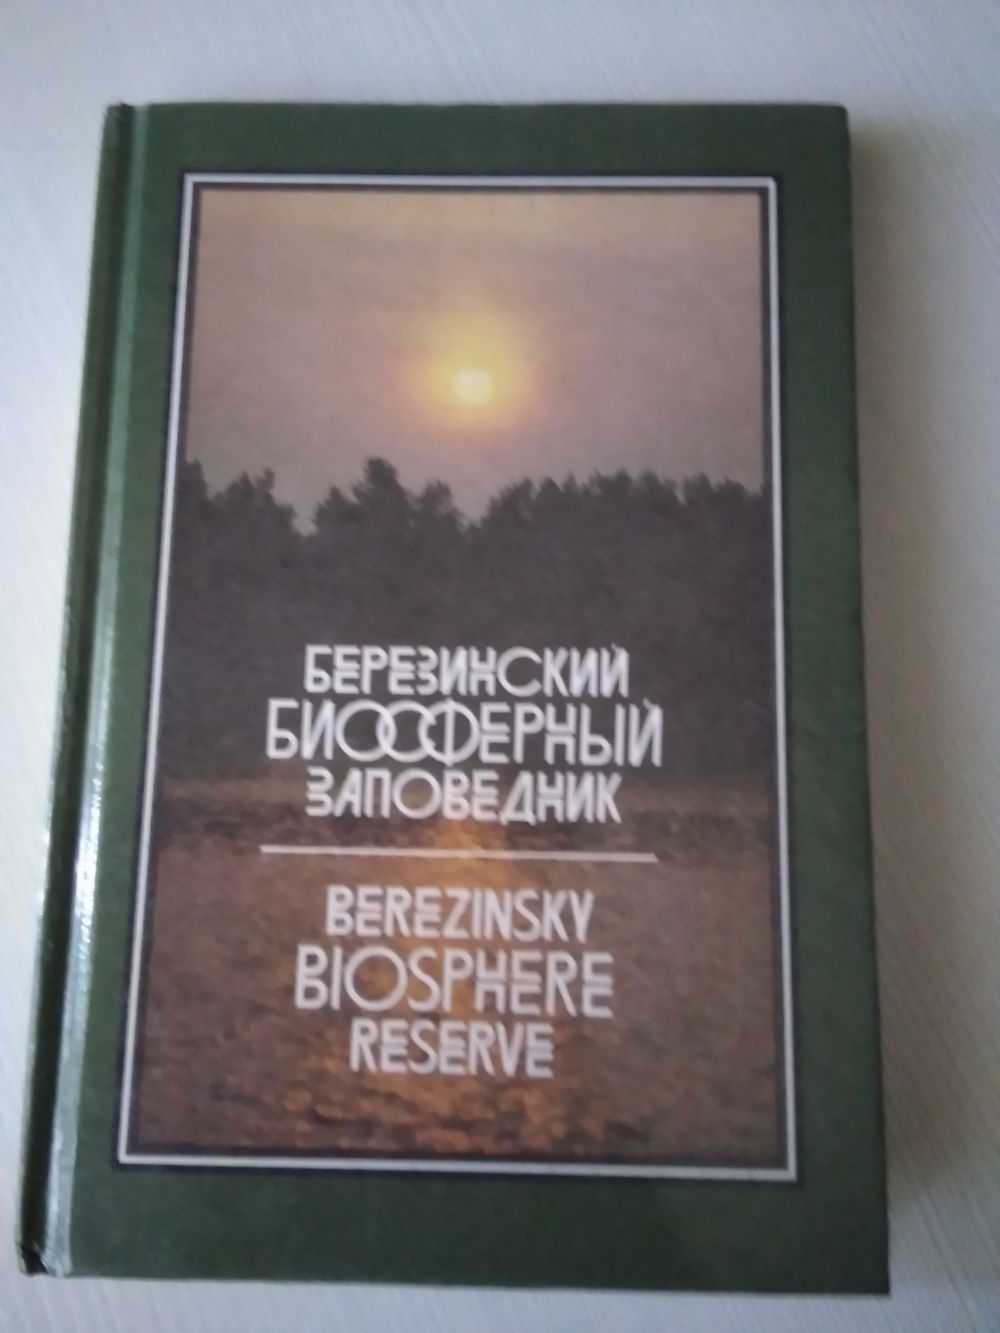 БЕРЕЗИНСКИЙ
БИОСФЕРНЫЙ
ЗАПОВЕДНИК
BEREZINSKY
BIOSPHERE
RESERVE